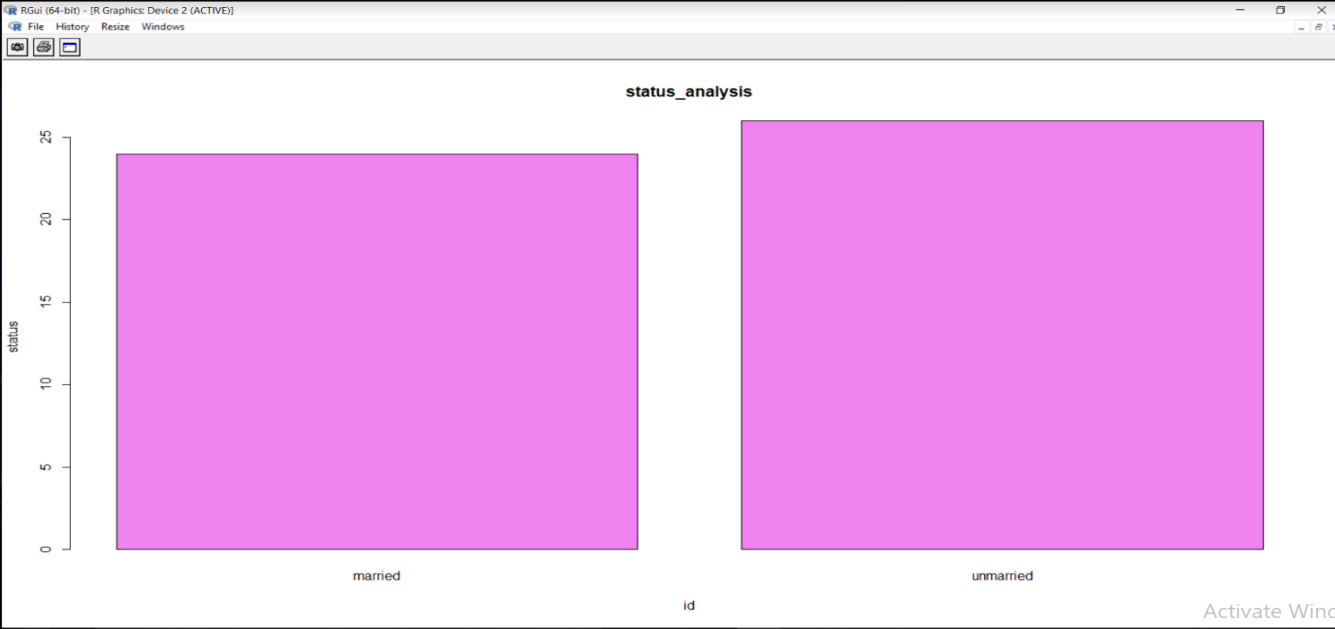 RGui (64-bit) - [R Graphics: Device 2 (ACTIVE)]
File History Resize Windows
status_analysis
25
20
15
10
5
0
status
married unmarried
id
Activate